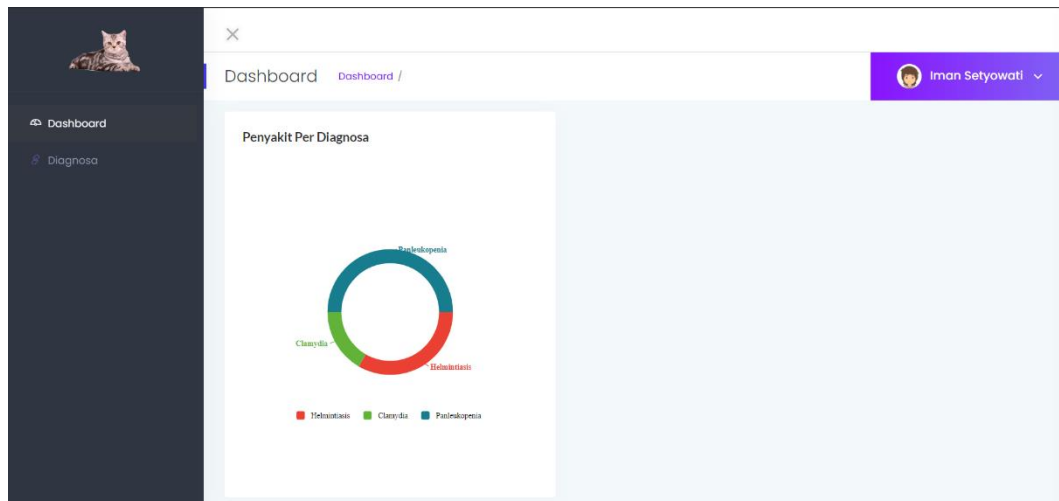 Dashboard
Dashboard /
Iman Setyowati
Dashboard
Diagnosa
Penyakit Per Diagnosa
Panleukopenia
Clamydia
Helmintiasis
Helmintiasis Clamydia Panleukopenia